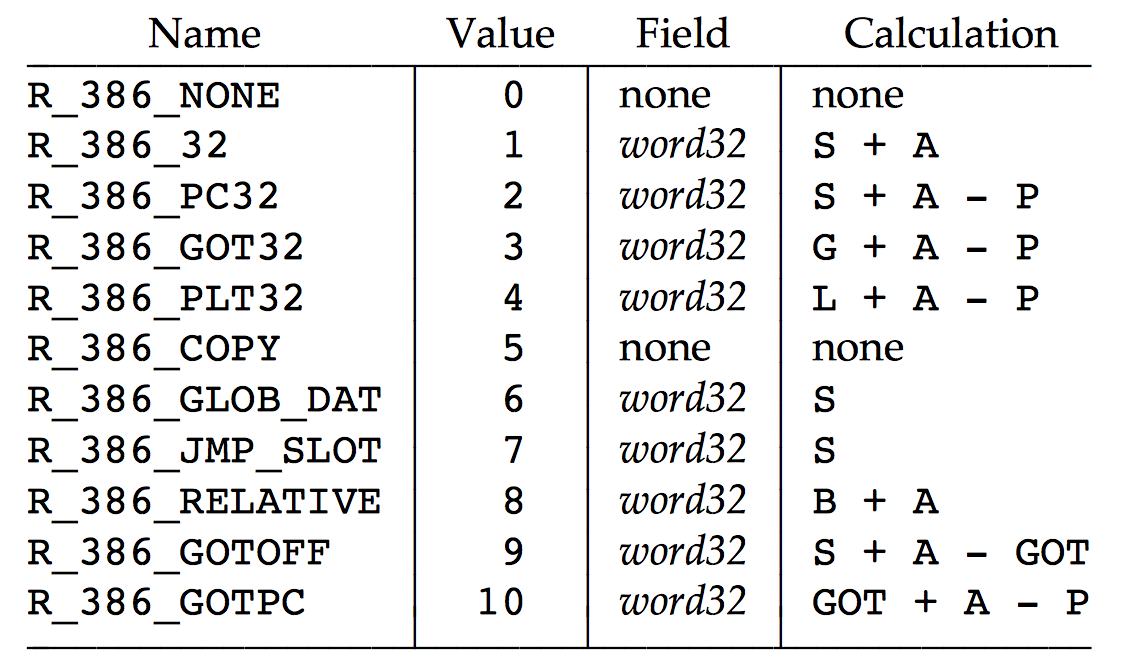 Name Value Field Calculation
R_386_NONE 0 none none
R_386_32 1 word32 S + A
R_386_PC32 2 word32 S + A – P
R_386_GOT32 3 word32 G + A – P
R_386_PLT32 4 word32 L + A – P
R_386_COPY 5 none none
R_386_GLOB_DAT 6 word32 S
R_386_JMP_SLOT 7 word32 S
R_386_RELATIVE 8 word32 B + A
R_386_GOTOFF 9 word32 S + A – GOT
R_386_GOTPC 10 word32 GOT + A – P